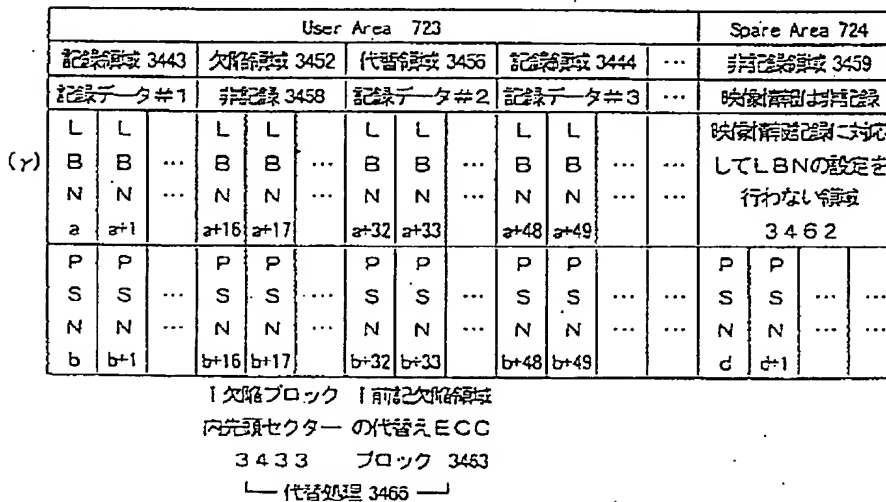 User Area 723 Spare Area 724
記録領域 3443 欠陥領域 3452 代替領域 3456 記録領域 3444 … 非記録領域 3459
記録データ#1 非記録 3458 記録データ#2 記録データ#3 … 映像情報は非記録
L L L L L L L L 映像情報記録に対応
(γ) B B … B B … B B … B B … … してLBNの設定を
N N … N N … N N … N N … … 行わない領域
a a+1 a+16 a+17 a+32 a+33 a+48 a+49 3462
P P P P P P P P P P
S S … S S … S S … S S … … S S … …
N N … N N … N N … N N … … N N … …
b b+1 b+16 b+17 b+32 b+33 b+48 b+49 d d+1
↑欠陥ブロック ↑前記欠陥領域
内先頭セクター の代替えECC
3433 ブロック 3463
代替処理 3466